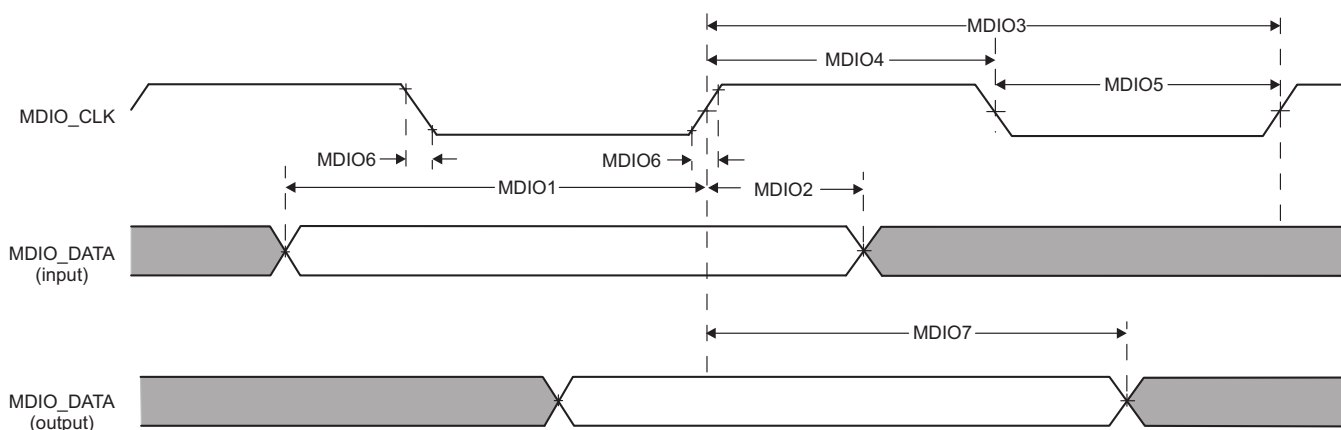 MDIO3
MDIO4
MDIO5
MDIO_CLK
MDIO6
MDIO6
MDIO1
MDIO2
MDIO_DATA
(input)
MDIO7
MDIO_DATA
(output)